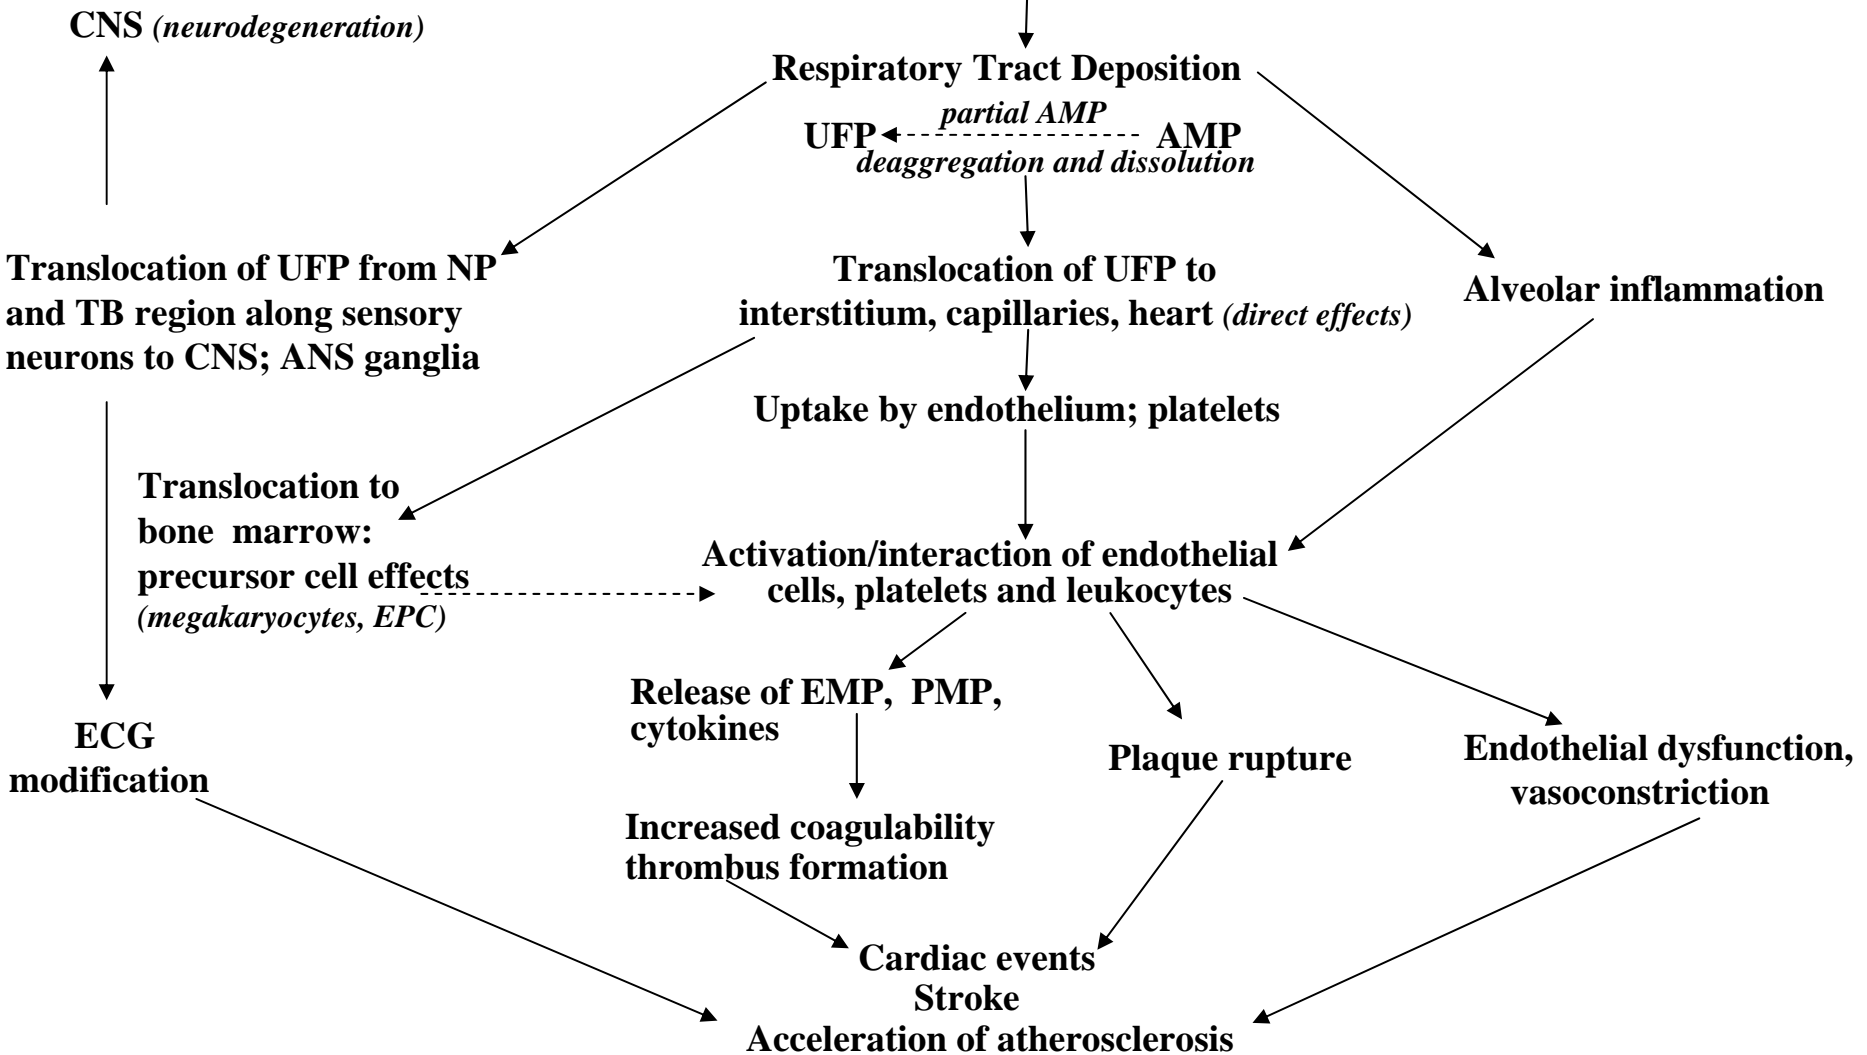 CNS (neurodegeneration)
Respiratory Tract Deposition
partial AMP
UFP AMP
deaggregation and dissolution
Translocation of UFP from NP
and TB region along sensory
neurons to CNS; ANS ganglia
Translocation of UFP to
interstitium, capillaries, heart (direct effects)
Alveolar inflammation
Uptake by endothelium; platelets
Translocation to
bone marrow:
precursor cell effects
(megakaryocytes, EPC)
Activation/interaction of endothelial
cells, platelets and leukocytes
Release of EMP, PMP,
cytokines
ECG
modification
Plaque rupture
Endothelial dysfunction,
vasoconstriction
Increased coagulability
thrombus formation
Cardiac events
Stroke
Acceleration of atherosclerosis